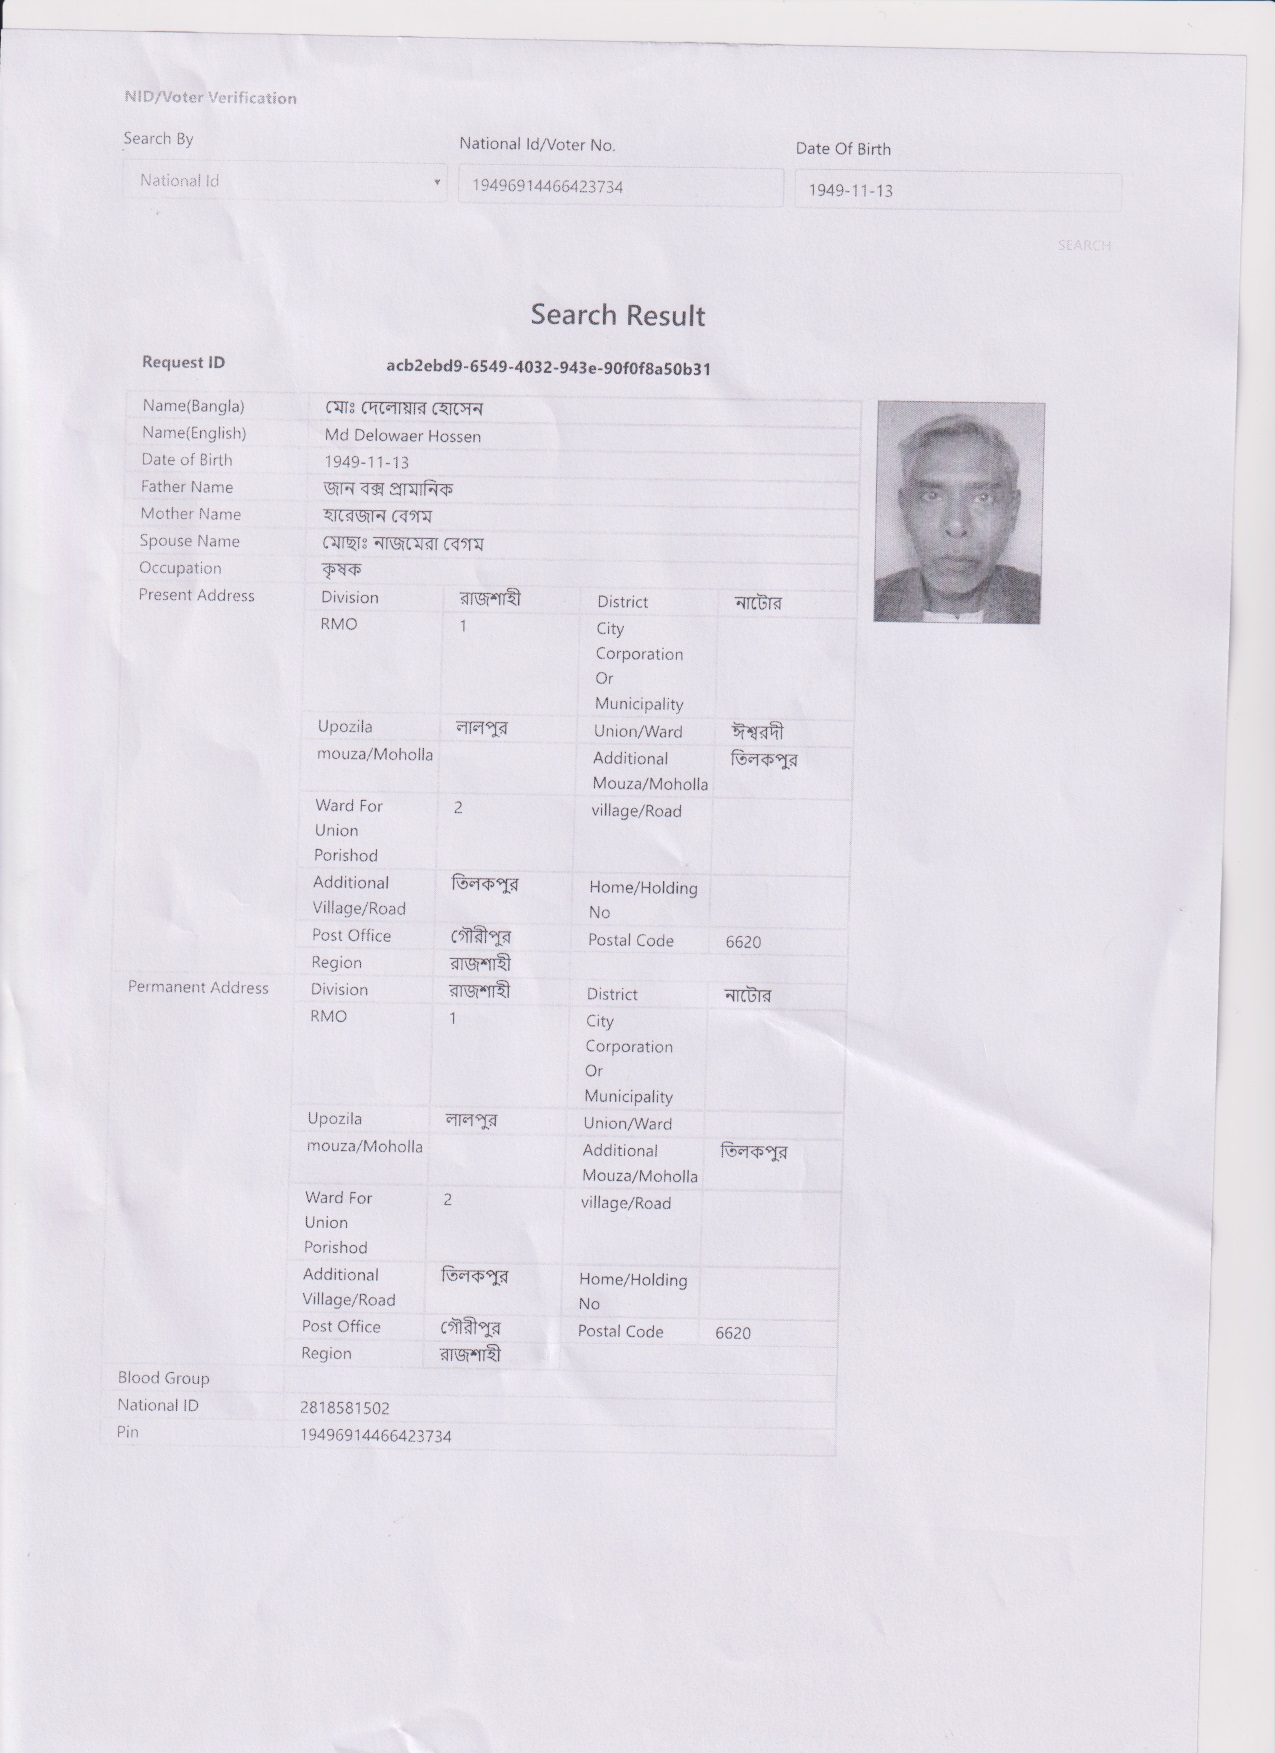 NID/Voter Verification
Search By National Id/Voter No. Date Of Birth
National Id 19496914466423734 1949-11-13
SEARCH
Search Result
Request ID acb2ebd9-6549-4032-943e-90f0f8a50b31
Name(Bangla) মোঃ দেলোয়ার হোসেন
Name(English) Md Delowaer Hossen
Date of Birth 1949-11-13
Father Name জান বক্স প্রামানিক
Mother Name হারেজান বেগম
Spouse Name মোছাঃ নাজমেরা বেগম
Occupation কৃষক
Present Address Division রাজশাহী District নাটোর
RMO 1 City
Corporation
Or
Municipality
Upozila লালপুর Union/Ward ঈশ্বরদী
mouza/Moholla Additional তিলকপুর
Mouza/Moholla
Ward For 2 village/Road
Union
Porishod
Additional তিলকপুর Home/Holding
Village/Road No
Post Office গৌরীপুর Postal Code 6620
Region রাজশাহী
Permanent Address Division রাজশাহী District নাটোর
RMO 1 City
Corporation
Or
Municipality
Upozila লালপুর Union/Ward
mouza/Moholla Additional তিলকপুর
Mouza/Moholla
Ward For 2 village/Road
Union
Porishod
Additional তিলকপুর Home/Holding
Village/Road No
Post Office গৌরীপুর Postal Code 6620
Region রাজশাহী
Blood Group
National ID 2818581502
Pin 19496914466423734